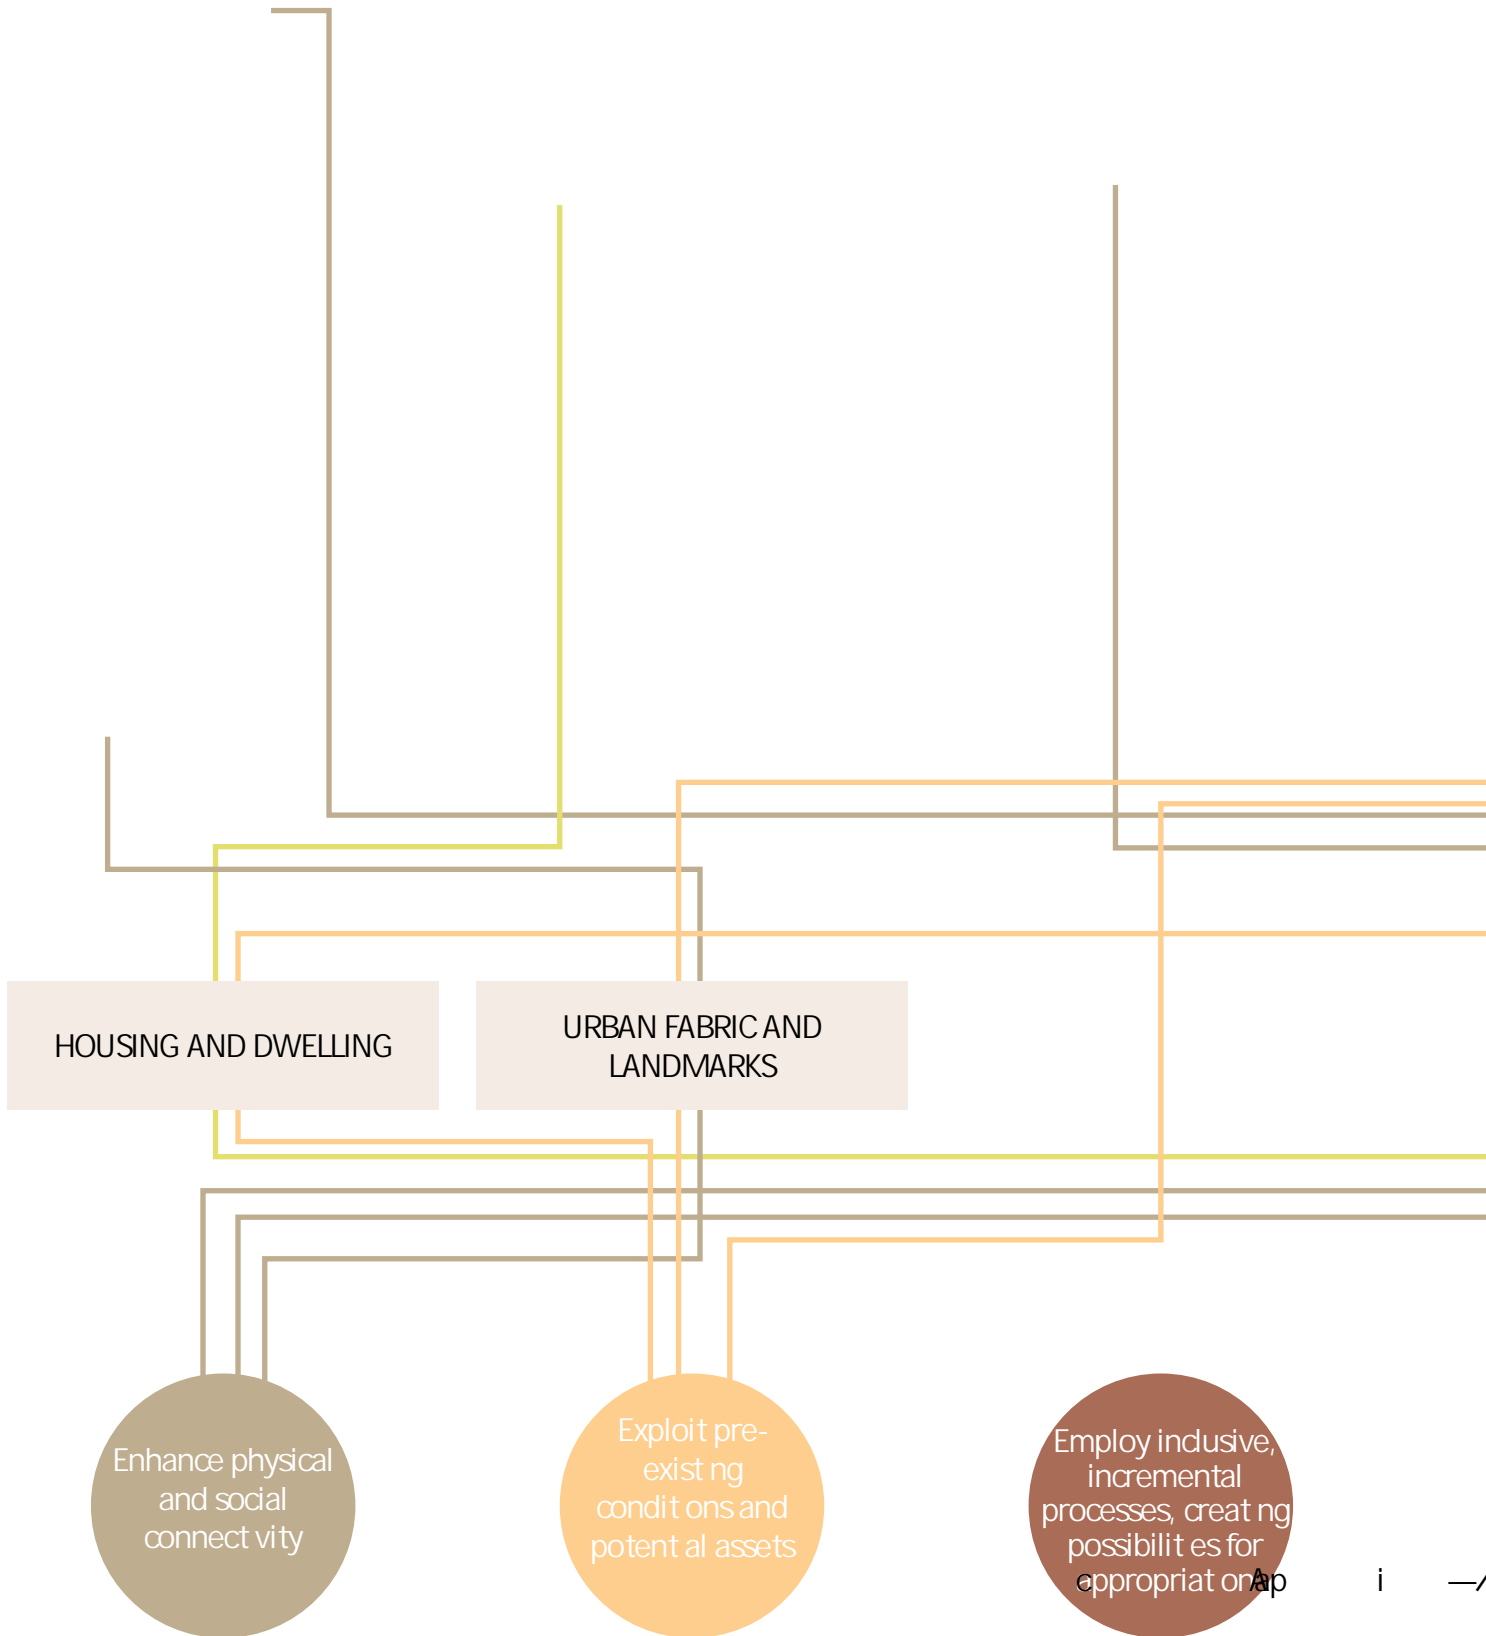 HOUSING AND DWELLING
URBAN FABRIC AND
LANDMARKS
Enhance physical
and social
connect vity
Exploit pre-
exist ng
condit ons and
potent al assets
Employ inclusive,
incremental
processes, creat ng
possibilit es for
appropriat on